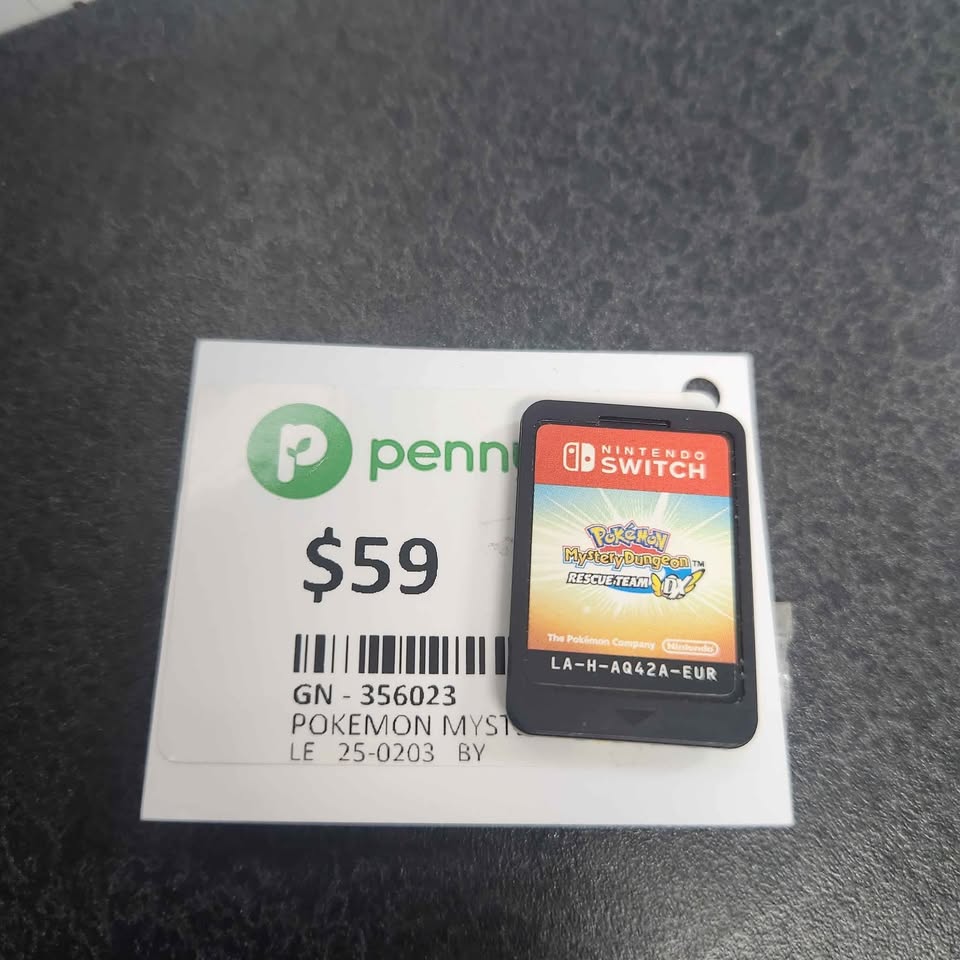 penn
$59
GN - 356023
POKEMON MYST
LE 25-0203 BY
NINTENDO
SWITCH
POKéMON
Mystery Dungeon™
RESCUE TEAM DX
The Pokémon Company Nintendo
LA-H-AQ42A-EUR